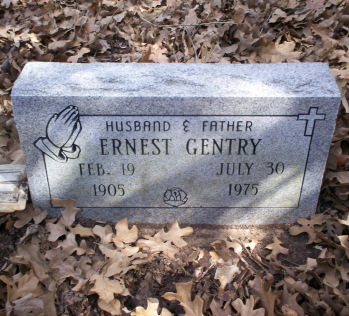 HUSBAND & FATHER
ERNEST GENTRY
FEB. 19 JULY 30
1905 1975